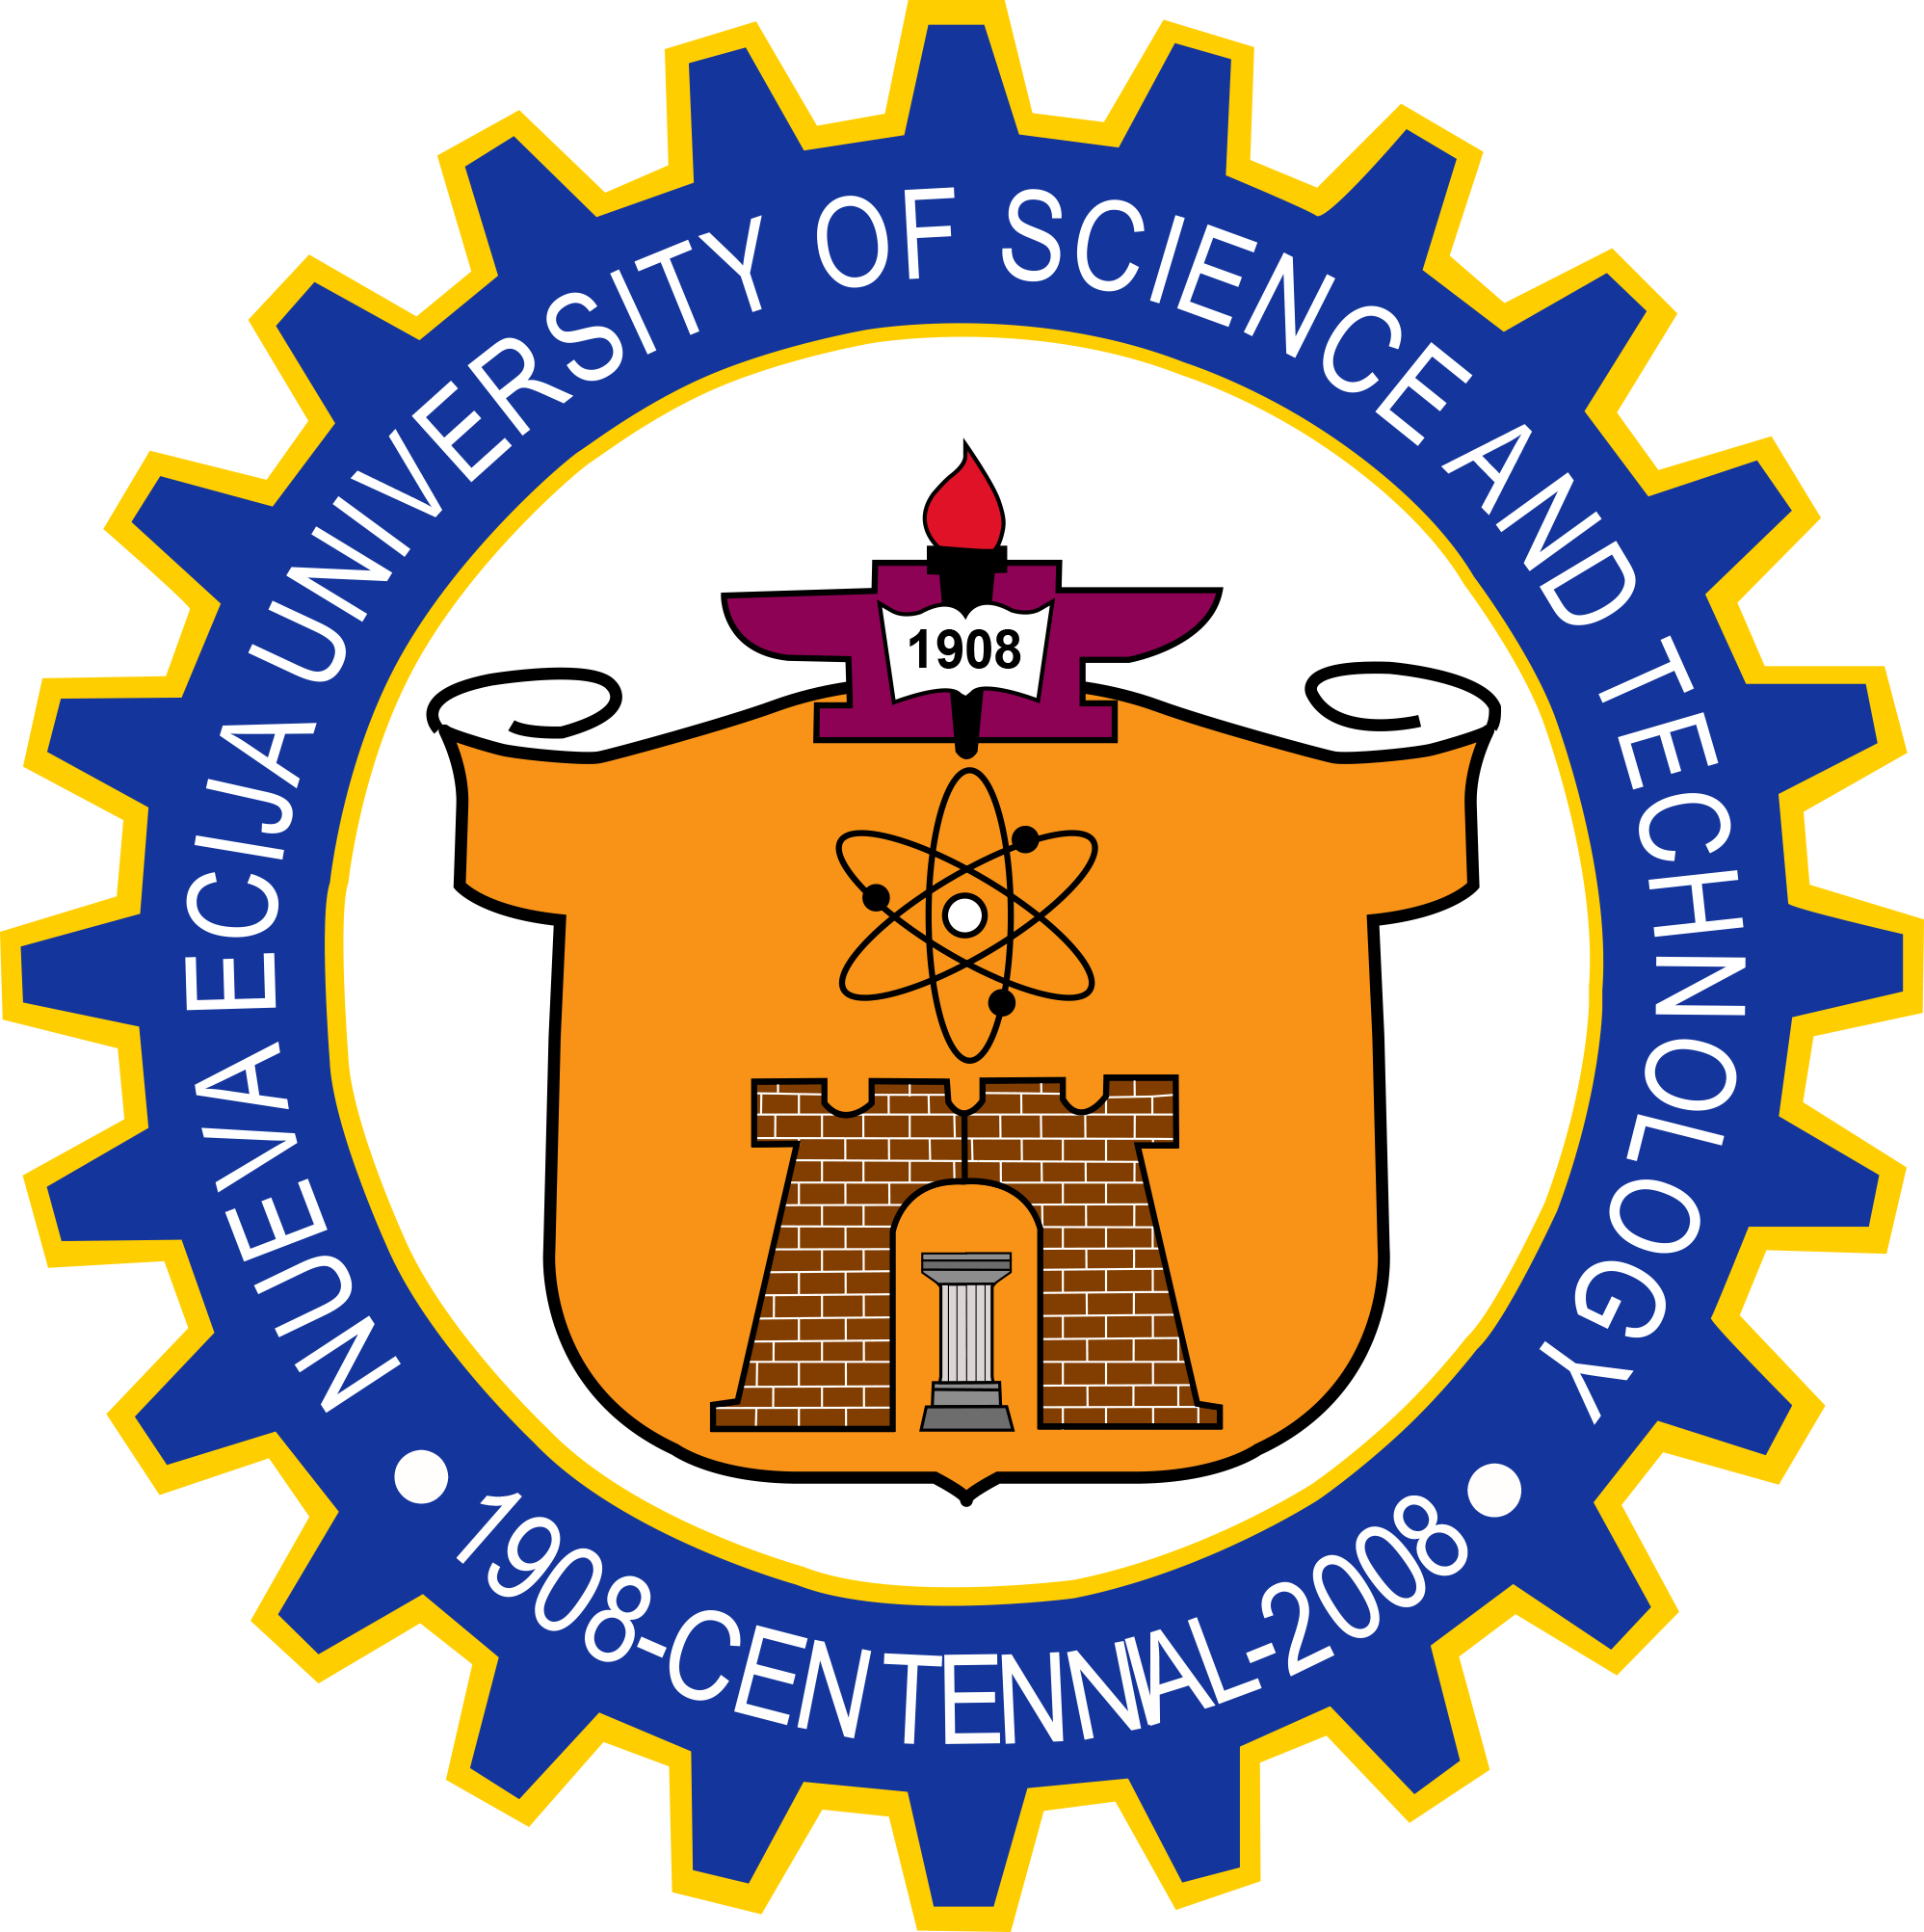 NUEVA ECIJA UNIVERSITY OF SCIENCE AND TECHNOLOGY
1908
1908-CENTENNIAL-2008